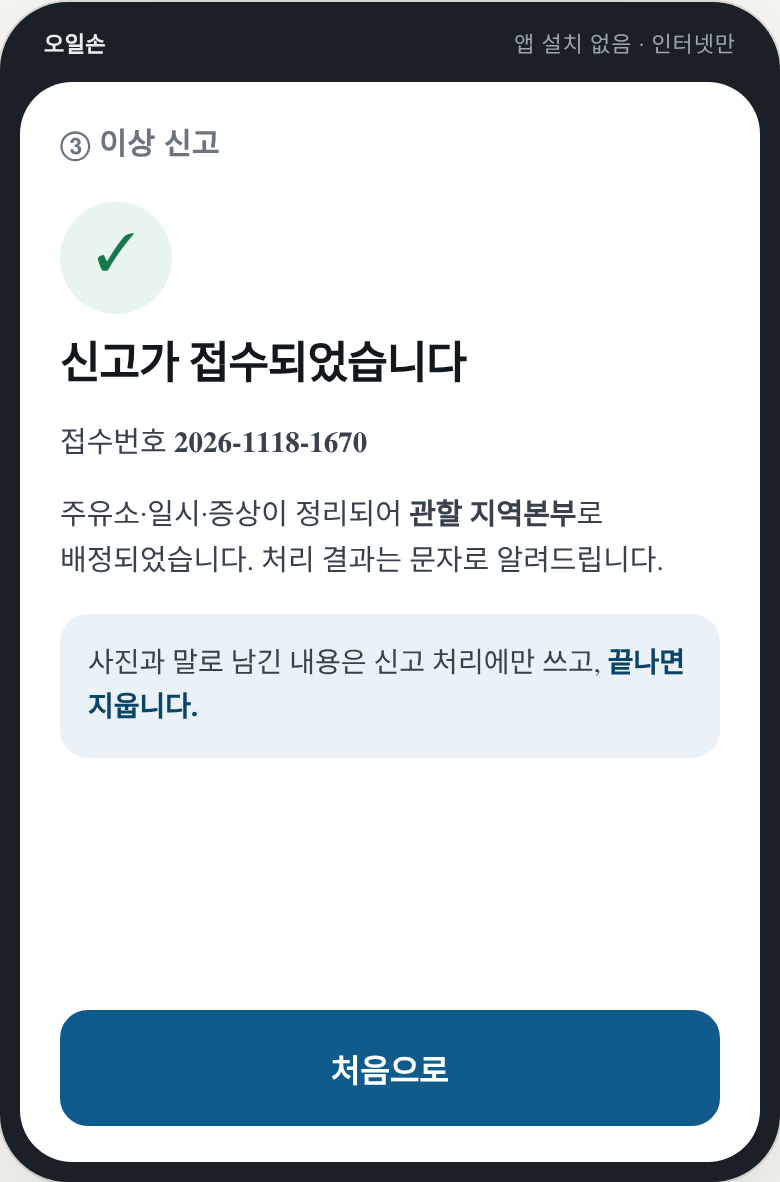 오일손
앱 설치 없음 · 인터넷만
③ 이상 신고
✓
신고가 접수되었습니다
접수번호 2026-1118-1670
주유소·일시·증상이 정리되어 관할 지역본부로
배정되었습니다. 처리 결과는 문자로 알려드립니다.
사진과 말로 남긴 내용은 신고 처리에만 쓰고, 끝나면
지웁니다.
처음으로